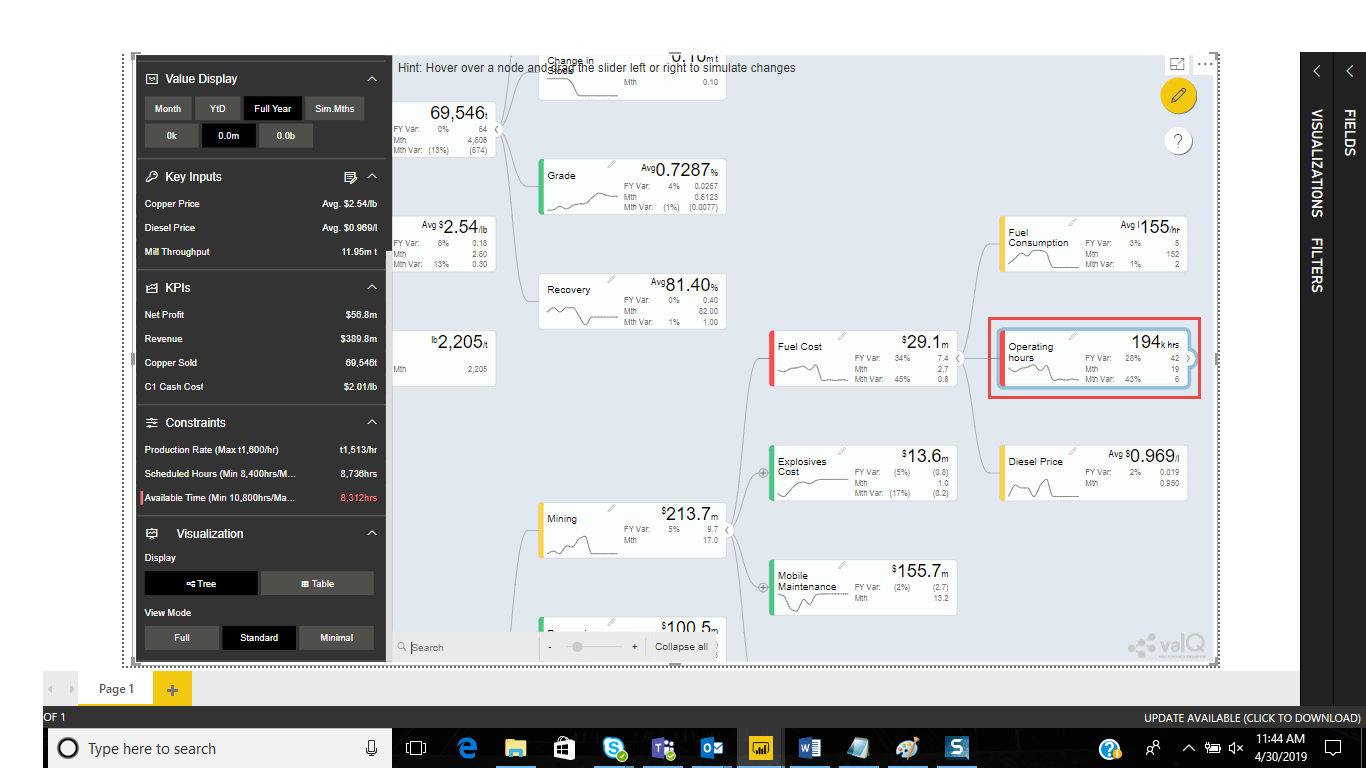 Value Display
Month YtD Full Year Sim.Mths
0k 0.0m 0.0b
Key Inputs
Copper Price Avg. $2.54/lb
Diesel Price Avg. $0.969/l
Mill Throughput 11.95m t
KPIs
Net Profit $56.8m
Revenue $389.8m
Copper Sold 69,546t
C1 Cash Cost $2.01/lb
Constraints
Production Rate (Max t1,600/hr) t1,513/hr
Scheduled Hours (Min 8,400hrs/M... 8,736hrs
Available Time (Min 10,800hrs/Ma... 8,312hrs
Visualization
Display
Tree Table
View Mode
Full Standard Minimal
Hint: Hover over a node and drag the slider left or right to simulate changes
69,546t
FY Var: 0% 64
Mth 4,606
Mth Var: (13%) (674)
Avg $2.54/lb
FY Var: 8% 0.18
Mth 2.60
Mth Var: 13% 0.30
lb2,205/t
Mth 2,205
Change in
Stock
0.10m t
Mth 0.10
Grade
Avg0.7287%
FY Var: 4% 0.0267
Mth 0.6123
Mth Var: (1%) (0.0077)
Recovery
Avg81.40%
FY Var: 0% 0.40
Mth 82.00
Mth Var: 1% 1.00
Mining
$213.7m
FY Var: 5% 9.7
Mth 17.0
$100.5m
Fuel Cost
$29.1m
FY Var: 34% 7.4
Mth 2.7
Mth Var: 45% 0.8
Explosives
Cost
$13.6m
FY Var: (5%) (0.8)
Mth 1.0
Mth Var: (17%) (0.2)
Mobile
Maintenance
$155.7m
FY Var: (2%) (2.7)
Mth 13.2
Fuel
Consumption
Avg l155/hr
FY Var: 3% 5
Mth 152
Mth Var: 1% 2
Operating
hours
194k hrs
FY Var: 28% 42
Mth 19
Mth Var: 43% 6
Diesel Price
Avg $0.969/l
FY Var: 2% 0.019
Mth 0.950
Search
- +
Collapse all
valQ
?
VISUALIZATIONS
FILTERS
FIELDS
Page 1
+
OF 1
UPDATE AVAILABLE (CLICK TO DOWNLOAD)
Type here to search
11:44 AM
4/30/2019